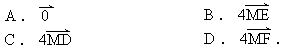 A． $\overrightarrow{0}$ B． $4\overrightarrow{ME}$
C． $4\overrightarrow{MD}$ D． $4\overrightarrow{MF}$．